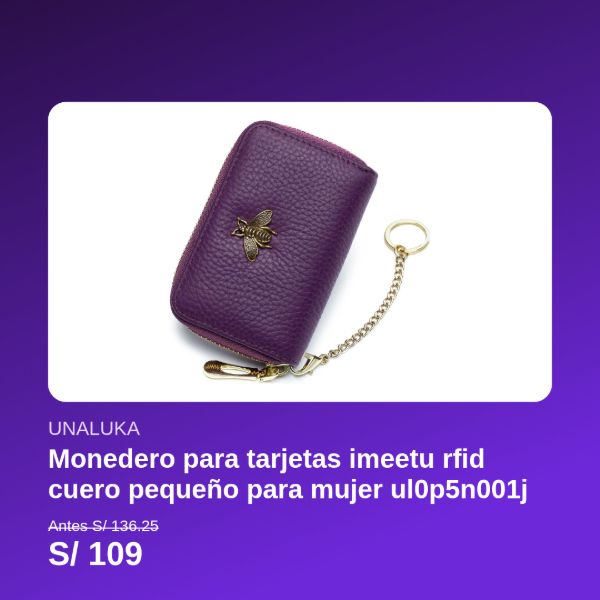 UNALUKA
Monedero para tarjetas imeetu rfid
cuero pequeño para mujer ul0p5n001j
Antes S/ 136.25
S/ 109